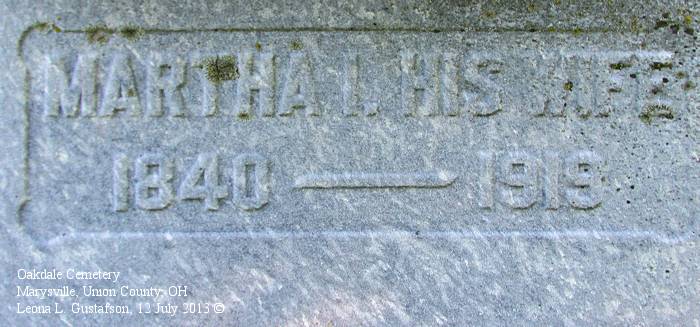 MARTHA I. HIS WIFE
1840 — 1919
Oakdale Cemetery
Marysville, Union County, OH
Leona L. Gustafson, 12 July 2013 ©